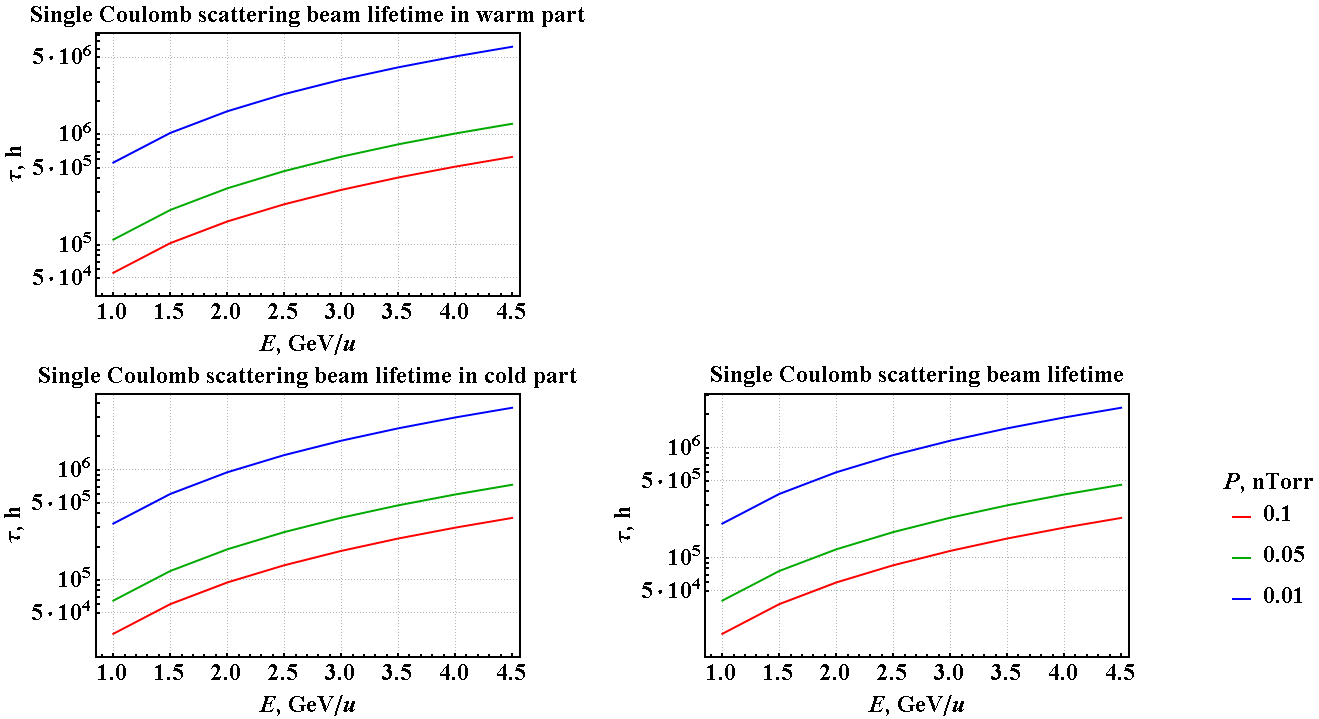 Single Coulomb scattering beam lifetime in warm part
τ, h
5·10⁶
10⁶
5·10⁵
10⁵
5·10⁴
1.0 1.5 2.0 2.5 3.0 3.5 4.0 4.5
E, GeV/u
Single Coulomb scattering beam lifetime in cold part
τ, h
10⁶
5·10⁵
10⁵
5·10⁴
1.0 1.5 2.0 2.5 3.0 3.5 4.0 4.5
E, GeV/u
Single Coulomb scattering beam lifetime
τ, h
10⁶
5·10⁵
10⁵
5·10⁴
1.0 1.5 2.0 2.5 3.0 3.5 4.0 4.5
E, GeV/u
P, nTorr
0.1
0.05
0.01